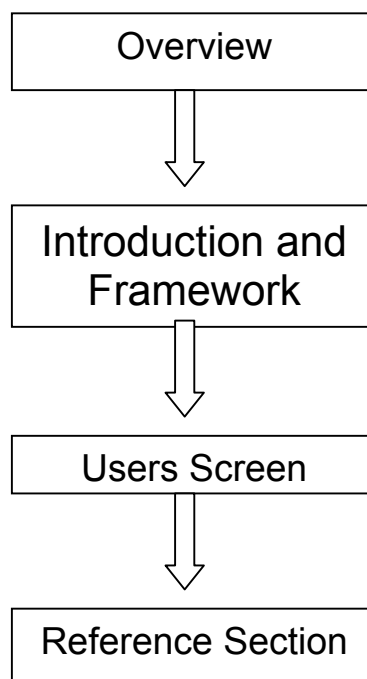 Overview
Introduction and
Framework
Users Screen
Reference Section